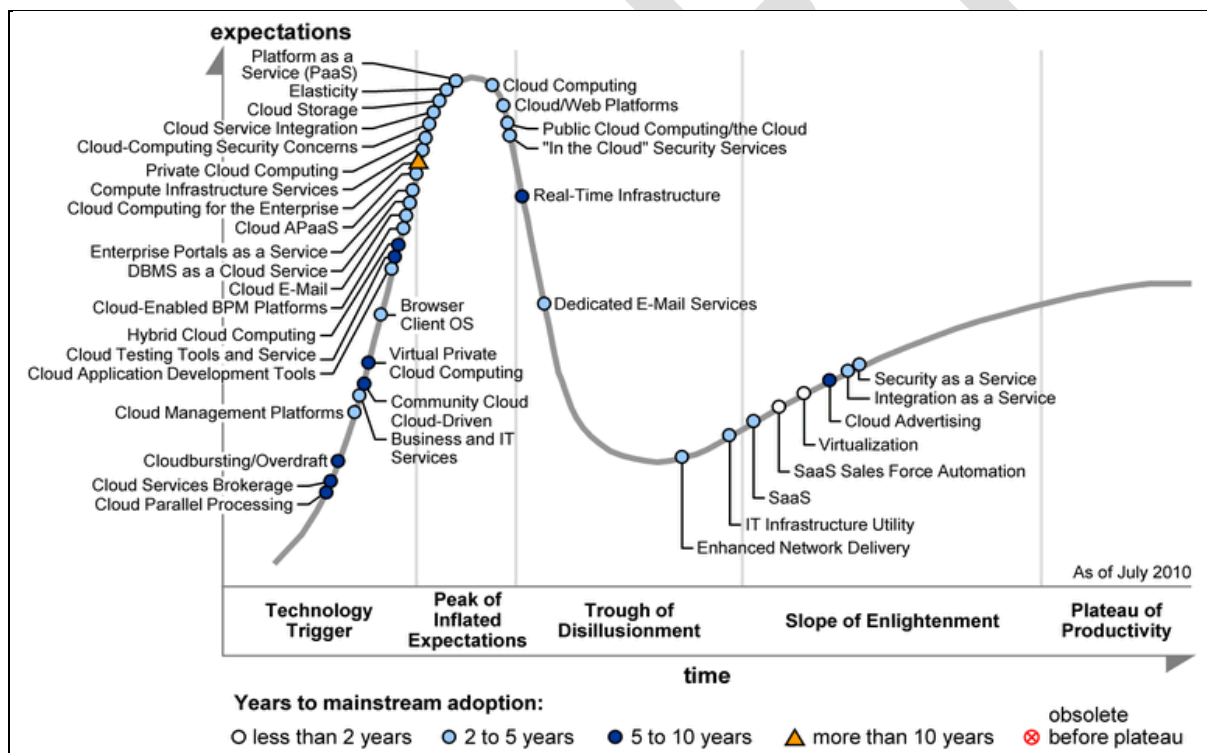 expectations
Platform as a
Service (PaaS)
Elasticity
Cloud Storage
Cloud Service Integration
Cloud-Computing Security Concerns
Private Cloud Computing
Compute Infrastructure Services
Cloud Computing for the Enterprise
Cloud APaaS
Enterprise Portals as a Service
DBMS as a Cloud Service
Cloud E-Mail
Cloud-Enabled BPM Platforms
Hybrid Cloud Computing
Cloud Testing Tools and Service
Cloud Application Development Tools
Cloud Management Platforms
Cloudbursting/Overdraft
Cloud Services Brokerage
Cloud Parallel Processing
Browser
Client OS
Virtual Private
Cloud Computing
Community Cloud
Cloud-Driven
Business and IT
Services
Cloud Computing
Cloud/Web Platforms
Public Cloud Computing/the Cloud
"In the Cloud" Security Services
Real-Time Infrastructure
Dedicated E-Mail Services
Security as a Service
Integration as a Service
Cloud Advertising
Virtualization
SaaS Sales Force Automation
SaaS
IT Infrastructure Utility
Enhanced Network Delivery
As of July 2010
Technology
Trigger
Peak of
Inflated
Expectations
Trough of
Disillusionment
Slope of Enlightenment
Plateau of
Productivity
time
Years to mainstream adoption:
less than 2 years
2 to 5 years
5 to 10 years
more than 10 years
obsolete
before plateau